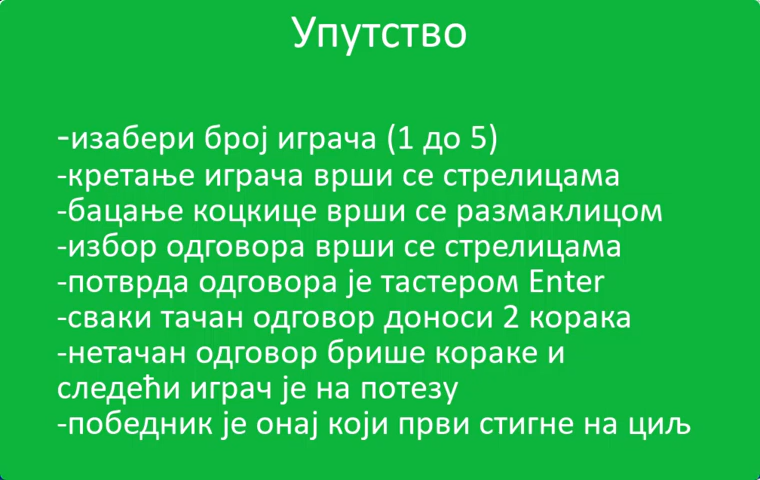 Упутство
-изабери број играча (1 до 5)
-кретање играча врши се стрелицама
-бацање коцкице врши се размаклицом
-избор одговора врши се стрелицама
-потврда одговора је тастером Enter
-сваки тачан одговор доноси 2 корака
-нетачан одговор брише кораке и
следећи играч је на потезу
-победник је онај који први стигне на циљ